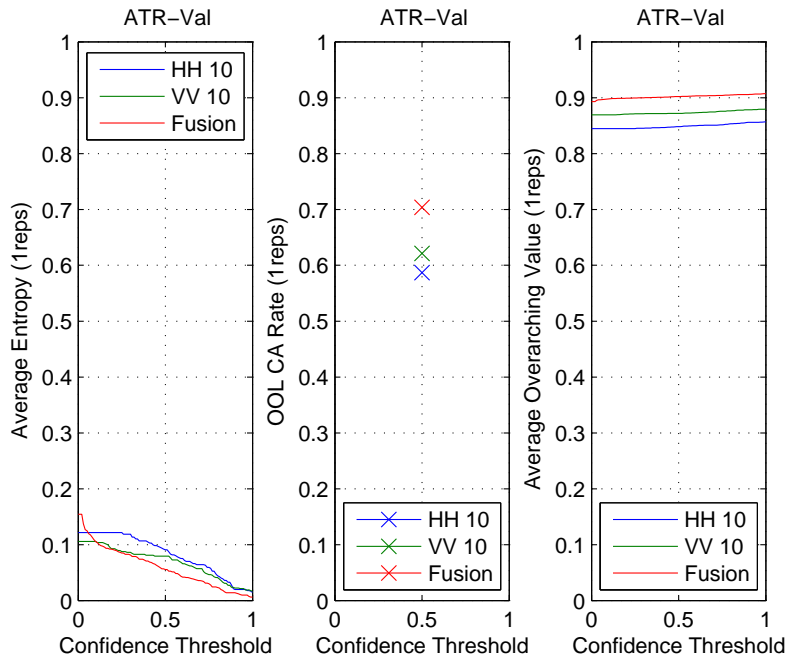 ATR−Val
Average Entropy (1reps)
1
0.9
0.8
0.7
0.6
0.5
0.4
0.3
0.2
0.1
0
HH 10
VV 10
Fusion
0 0.5 1
Confidence Threshold
ATR−Val
OOL CA Rate (1reps)
1
0.9
0.8
0.7
0.6
0.5
0.4
0.3
0.2
0.1
0
HH 10
VV 10
Fusion
0 0.5 1
Confidence Threshold
ATR−Val
Average Overarching Value (1reps)
1
0.9
0.8
0.7
0.6
0.5
0.4
0.3
0.2
0.1
0
HH 10
VV 10
Fusion
0 0.5 1
Confidence Threshold